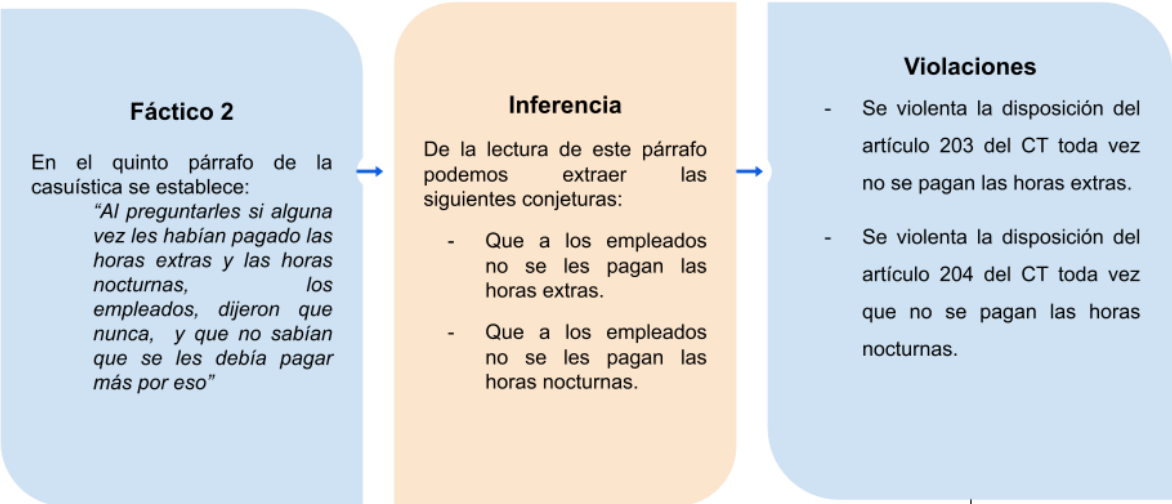 Fáctico 2
En el quinto párrafo de la
casuística se establece:
“Al preguntarles si alguna
vez les habían pagado las
horas extras y las horas
nocturnas, los
empleados, dijeron que
nunca, y que no sabían
que se les debía pagar
más por eso”
Inferencia
De la lectura de este párrafo
podemos extraer las
siguientes conjeturas:
- Que a los empleados
no se les pagan las
horas extras.
- Que a los empleados
no se les pagan las
horas nocturnas.
Violaciones
- Se violenta la disposición del
artículo 203 del CT toda vez
no se pagan las horas extras.
- Se violenta la disposición del
artículo 204 del CT toda vez
que no se pagan las horas
nocturnas.